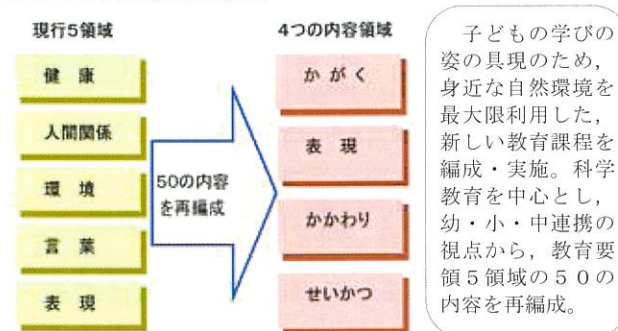 現行5領域
健 康
人間関係
環 境
言 葉
表 現
50の内容
を再編成
4つの内容領域
か が く
表 現
かかわり
せいかつ
子どもの学びの
姿の具現のため，
身近な自然環境を
最大限利用した，
新しい教育課程を
編成・実施。科学
教育を中心とし，
幼・小・中連携の
視点から，教育要
領５領域の５０の
内容を再編成。